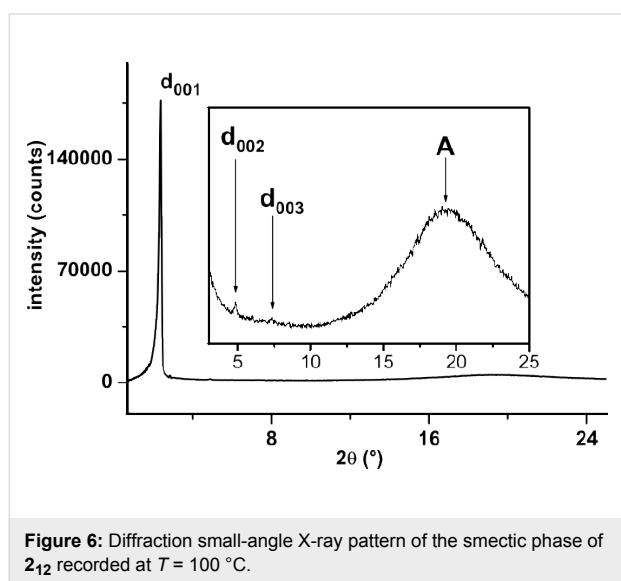 d001
d002
d003
A
intensity (counts)
140000
70000
0
5 10 15 20 25
8 16 24
2θ (°)
Figure 6: Diffraction small-angle X-ray pattern of the smectic phase of
212 recorded at T = 100 °C.